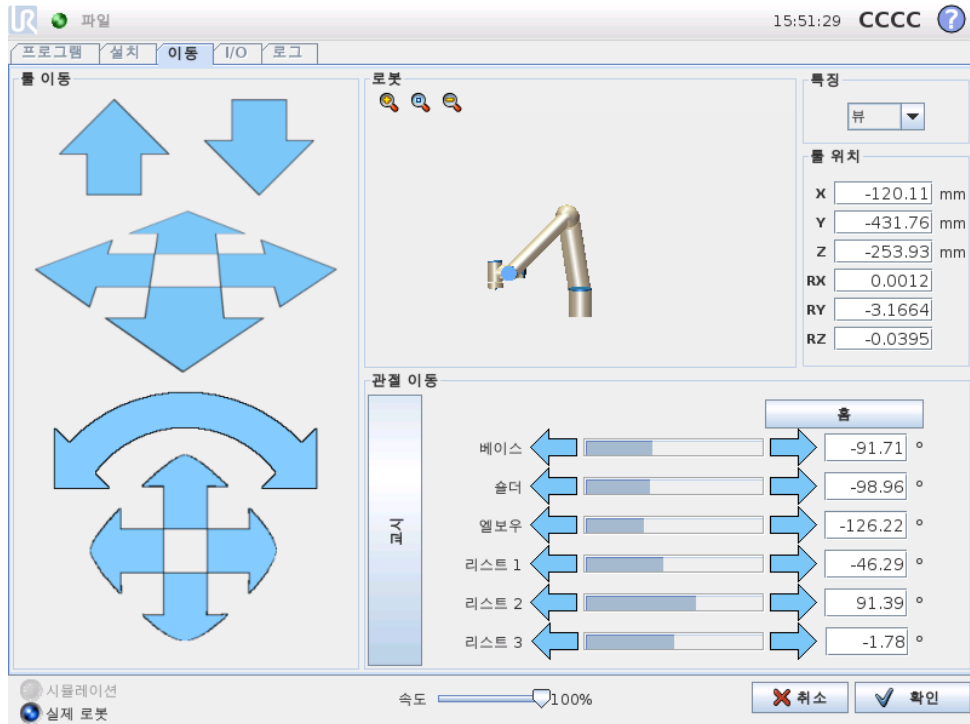 UR 파일 15:51:29 CCCC ?
프로그램 설치 이동 I/O 로그
툴 이동
로봇
특징
뷰
툴 위치
X -120.11 mm
Y -431.76 mm
Z -253.93 mm
RX 0.0012
RY -3.1664
RZ -0.0395
관절 이동
교시
홈
베이스 -91.71 °
숄더 -98.96 °
엘보우 -126.22 °
리스트 1 -46.29 °
리스트 2 91.39 °
리스트 3 -1.78 °
시뮬레이션
실제 로봇
속도 100%
취소
확인